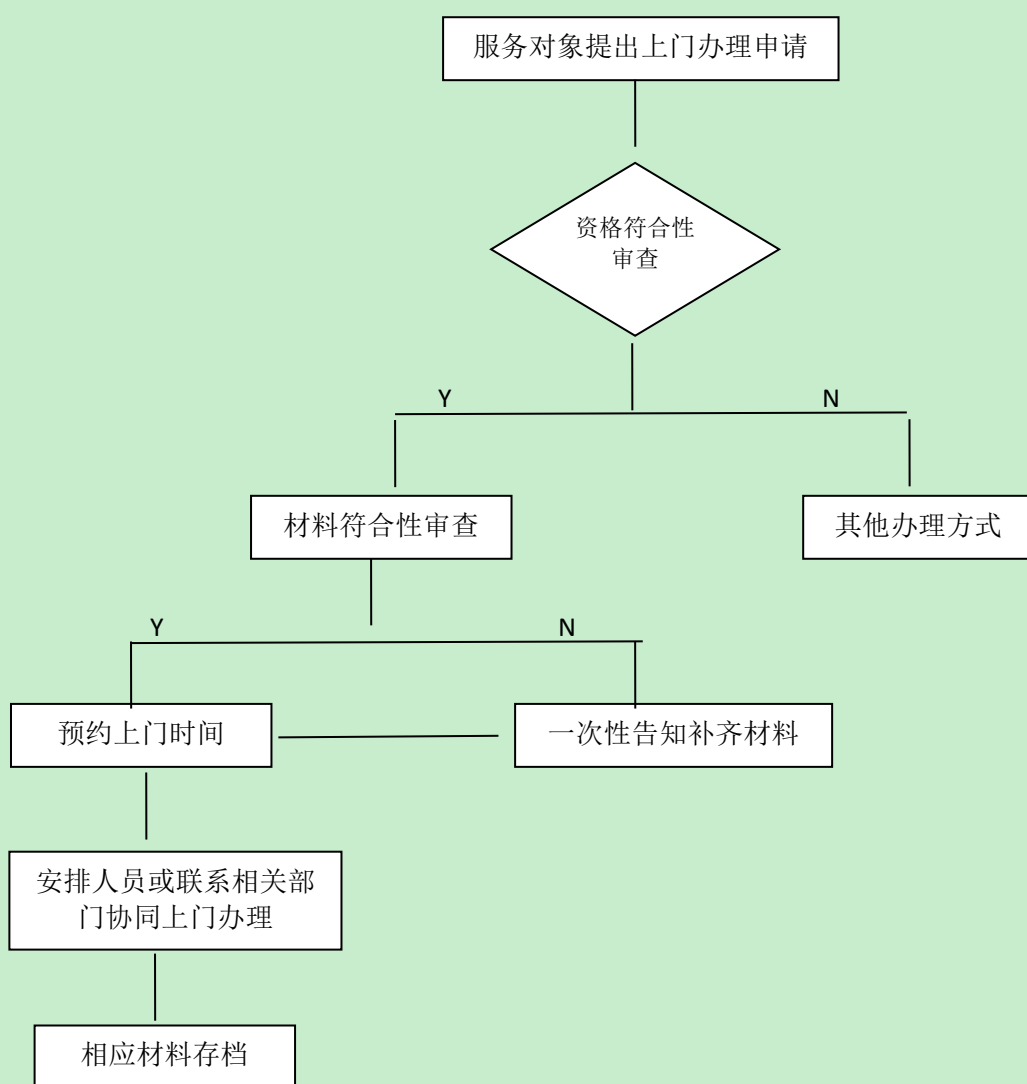 服务对象提出上门办理申请
资格符合性
审查
Y
N
材料符合性审查
其他办理方式
Y
N
预约上门时间
一次性告知补齐材料
安排人员或联系相关部
门协同上门办理
相应材料存档